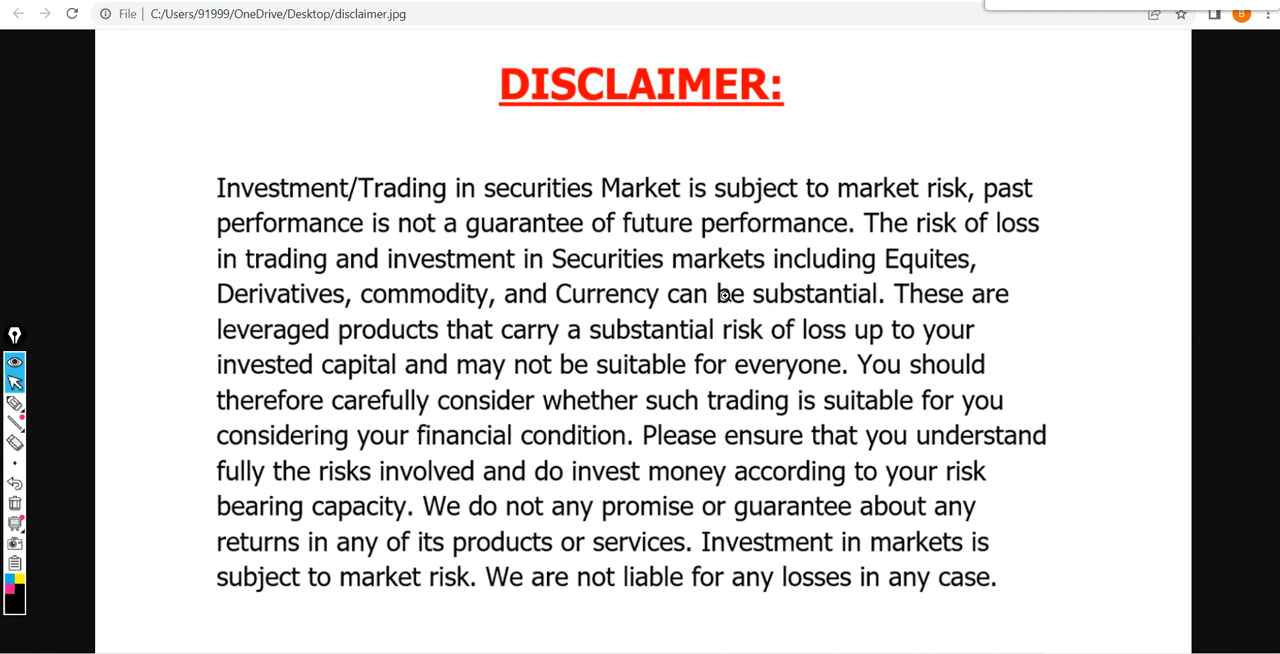 File
C:/Users/91999/OneDrive/Desktop/disclaimer.jpg
B
DISCLAIMER:
Investment/Trading in securities Market is subject to market risk, past
performance is not a guarantee of future performance. The risk of loss
in trading and investment in Securities markets including Equites,
Derivatives, commodity, and Currency can be substantial. These are
leveraged products that carry a substantial risk of loss up to your
invested capital and may not be suitable for everyone. You should
therefore carefully consider whether such trading is suitable for you
considering your financial condition. Please ensure that you understand
fully the risks involved and do invest money according to your risk
bearing capacity. We do not any promise or guarantee about any
returns in any of its products or services. Investment in markets is
subject to market risk. We are not liable for any losses in any case.